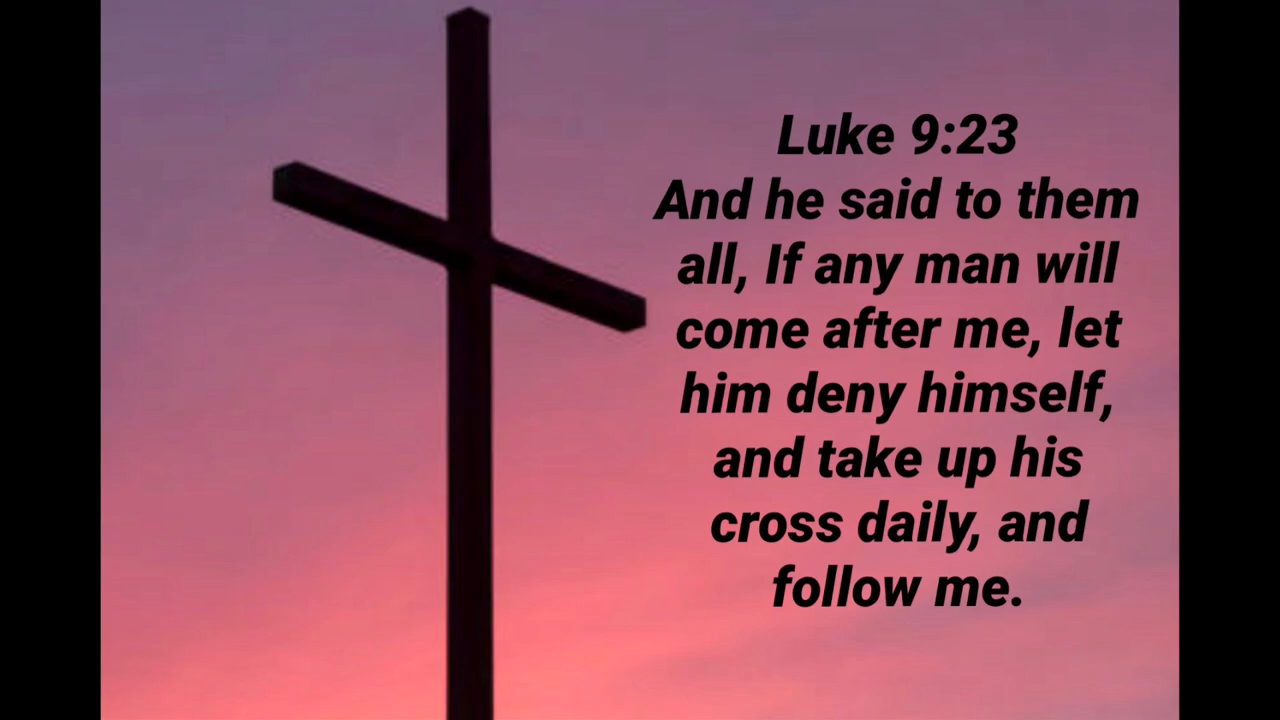 Luke 9:23
And he said to them
all, If any man will
come after me, let
him deny himself,
and take up his
cross daily, and
follow me.